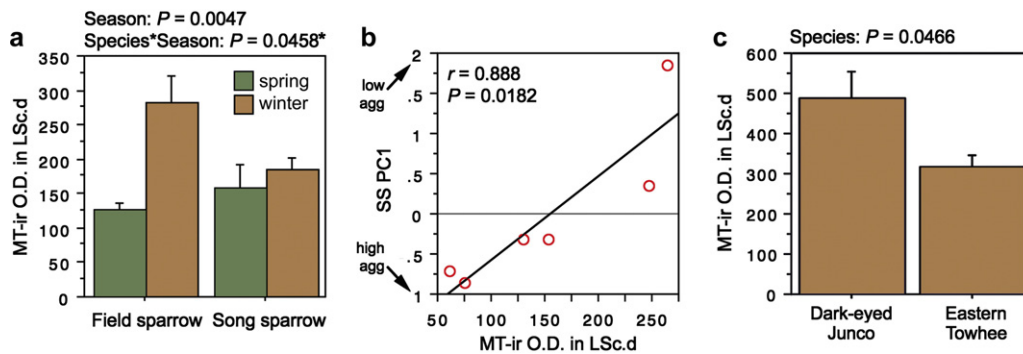 a
Season: P = 0.0047
Species*Season: P = 0.0458*
MT-ir O.D. in LSc.d
350
300
250
200
150
100
50
0
spring
winter
Field sparrow
Song sparrow
b
r = 0.888
P = 0.0182
low
agg
high
agg
SS PC1
2
.5
1
.5
0
.5
1
50
100
150
200
250
MT-ir O.D. in LSc.d
c
Species: P = 0.0466
MT-ir O.D. in LSc.d
600
500
400
300
200
100
0
Dark-eyed
Junco
Eastern
Towhee